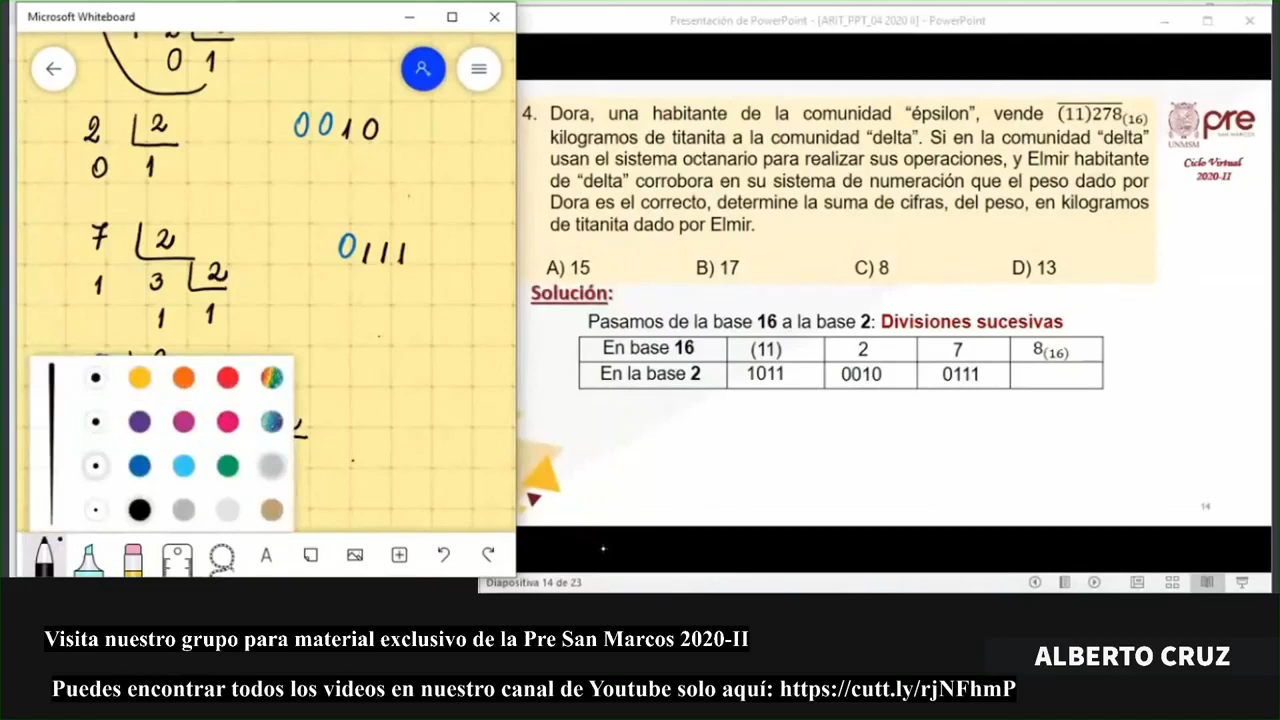 Microsoft Whiteboard
0 1
2 2
0 1
0010
7 2
1 3 2
1 1
0111
Presentación de PowerPoint - [ARIT_PPT_04 2020 II] - PowerPoint
4. Dora, una habitante de la comunidad “épsilon”, vende (11)278(16)
kilogramos de titanita a la comunidad “delta”. Si en la comunidad “delta”
usan el sistema octanario para realizar sus operaciones, y Elmir habitante
de “delta” corrobora en su sistema de numeración que el peso dado por
Dora es el correcto, determine la suma de cifras, del peso, en kilogramos
de titanita dado por Elmir.
A) 15 B) 17 C) 8 D) 13
UNMSM
pre
SAN MARCOS
Ciclo Virtual
2020-II
Solución:
Pasamos de la base 16 a la base 2: Divisiones sucesivas
En base 16 (11) 2 7 8(16)
En la base 2 1011 0010 0111
14
Diapositiva 14 de 23
Visita nuestro grupo para material exclusivo de la Pre San Marcos 2020-II
ALBERTO CRUZ
Puedes encontrar todos los videos en nuestro canal de Youtube solo aquí: https://cutt.ly/rjNFhmP